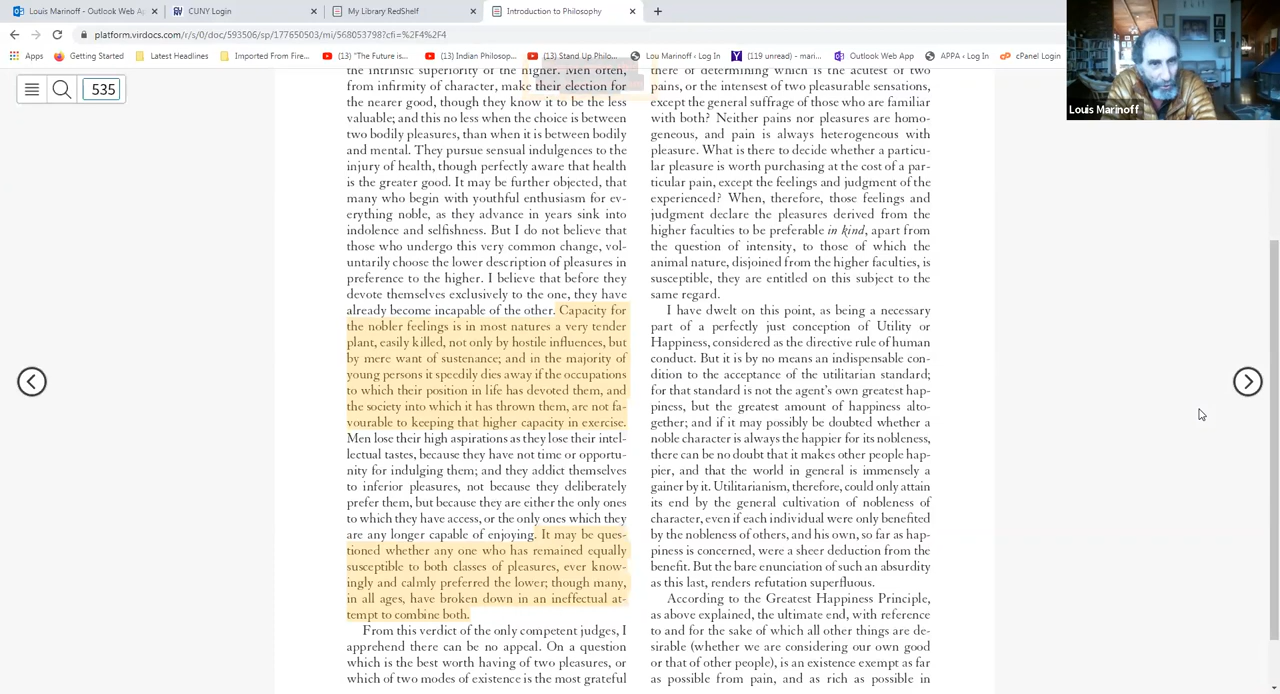 Louis Marinoff - Outlook Web Ap
CUNY Login
My Library RedShelf
Introduction to Philosophy
platform.virdocs.com/r/s/0/doc/593506/sp/177650503/mi/568053798?cfi=%2F4%2F4
Apps
Getting Started
Latest Headlines
Imported From Fire...
(13) "The Future is...
(13) Indian Philosop...
(13) Stand Up Philo...
Lou Marinoff ‹ Log In
[119 unread) - mari...
Outlook Web App
APPA ‹ Log In
cPanel Login
Louis Marinoff
535
the intrinsic superiority of the higher. Men often,
from infirmity of character, make their election for
the nearer good, though they know it to be the less
valuable; and this no less when the choice is between
two bodily pleasures, than when it is between bodily
and mental. They pursue sensual indulgences to the
injury of health, though perfectly aware that health
is the greater good. It may be further objected, that
many who begin with youthful enthusiasm for ev-
erything noble, as they advance in years sink into
indolence and selfishness. But I do not believe that
those who undergo this very common change, vol-
untarily choose the lower description of pleasures in
preference to the higher. I believe that before they
devote themselves exclusively to the one, they have
already become incapable of the other. Capacity for
the nobler feelings is in most natures a very tender
plant, easily killed, not only by hostile influences, but
by mere want of sustenance; and in the majority of
young persons it speedily dies away if the occupations
to which their position in life has devoted them, and
the society into which it has thrown them, are not fa-
vourable to keeping that higher capacity in exercise.
Men lose their high aspirations as they lose their intel-
lectual tastes, because they have not time or opportu-
nity for indulging them; and they addict themselves
to inferior pleasures, not because they deliberately
prefer them, but because they are either the only ones
to which they have access, or the only ones which they
are any longer capable of enjoying. It may be ques-
tioned whether any one who has remained equally
susceptible to both classes of pleasures, ever know-
ingly and calmly preferred the lower; though many,
in all ages, have broken down in an ineffectual at-
tempt to combine both.
From this verdict of the only competent judges, I
apprehend there can be no appeal. On a question
which is the best worth having of two pleasures, or
which of two modes of existence is the most grateful
there of determining which is the acutest of two
pains, or the intensest of two pleasurable sensations,
except the general suffrage of those who are familiar
with both? Neither pains nor pleasures are homo-
geneous, and pain is always heterogeneous with
pleasure. What is there to decide whether a particu-
lar pleasure is worth purchasing at the cost of a par-
ticular pain, except the feelings and judgment of the
experienced? When, therefore, those feelings and
judgment declare the pleasures derived from the
higher faculties to be preferable in kind, apart from
the question of intensity, to those of which the
animal nature, disjoined from the higher faculties, is
susceptible, they are entitled on this subject to the
same regard.
I have dwelt on this point, as being a necessary
part of a perfectly just conception of Utility or
Happiness, considered as the directive rule of human
conduct. But it is by no means an indispensable con-
dition to the acceptance of the utilitarian standard;
for that standard is not the agent's own greatest hap-
piness, but the greatest amount of happiness alto-
gether; and if it may possibly be doubted whether a
noble character is always the happier for its nobleness,
there can be no doubt that it makes other people hap-
pier, and that the world in general is immensely a
gainer by it. Utilitarianism, therefore, could only attain
its end by the general cultivation of nobleness of
character, even if each individual were only benefited
by the nobleness of others, and his own, so far as hap-
piness is concerned, were a sheer deduction from the
benefit. But the bare enunciation of such an absurdity
as this last, renders refutation superfluous.
According to the Greatest Happiness Principle,
as above explained, the ultimate end, with reference
to and for the sake of which all other things are de-
sirable (whether we are considering our own good
or that of other people), is an existence exempt as far
as possible from pain, and as rich as possible in